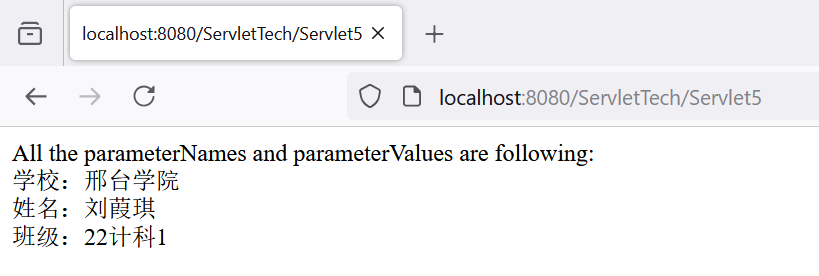 localhost:8080/ServletTech/Servlet5
localhost:8080/ServletTech/Servlet5
All the parameterNames and parameterValues are following:
学校：邢台学院
姓名：刘葭琪
班级：22计科1